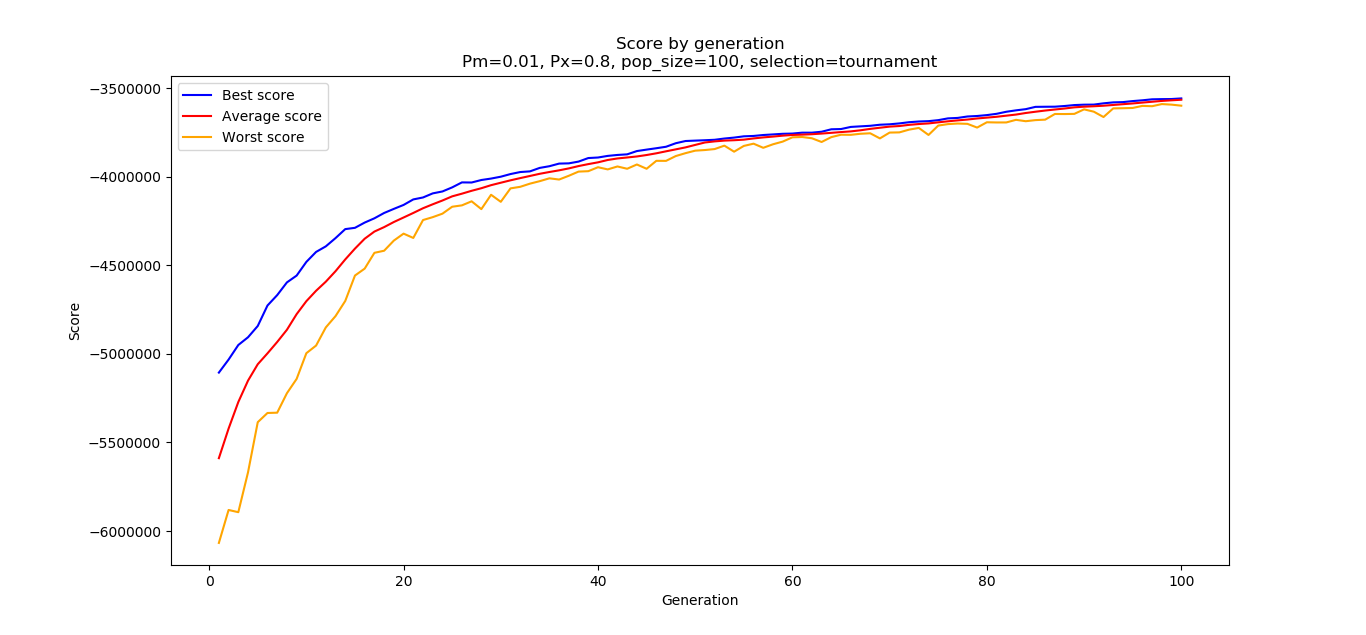 Score by generation
Pm=0.01, Px=0.8, pop_size=100, selection=tournament
Best score
Average score
Worst score
−3500000
−4000000
−4500000
−5000000
−5500000
−6000000
Score
0 20 40 60 80 100
Generation